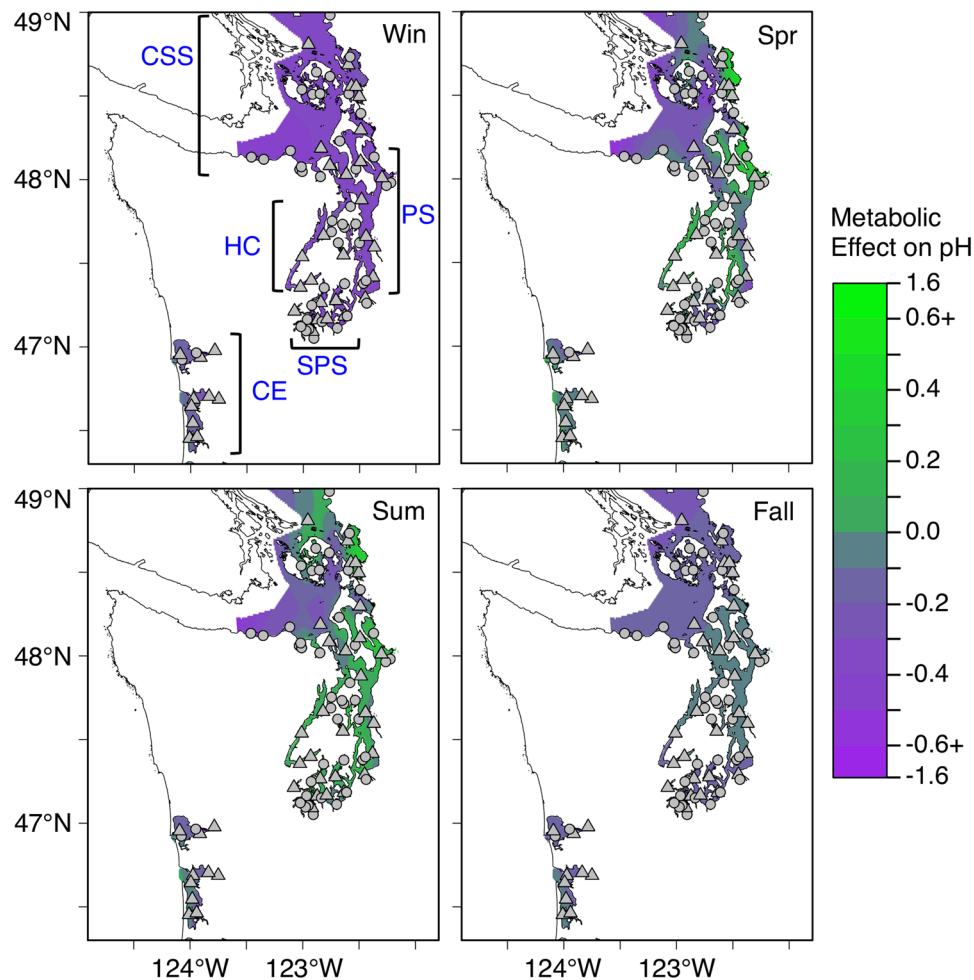 49°N
Win
CSS
48°N
PS
HC
47°N
SPS
CE
Spr
Metabolic
Effect on pH
1.6
0.6+
0.4
0.2
0.0
-0.2
-0.4
-0.6+
-1.6
49°N
Sum
48°N
47°N
124°W 123°W
Fall
124°W 123°W